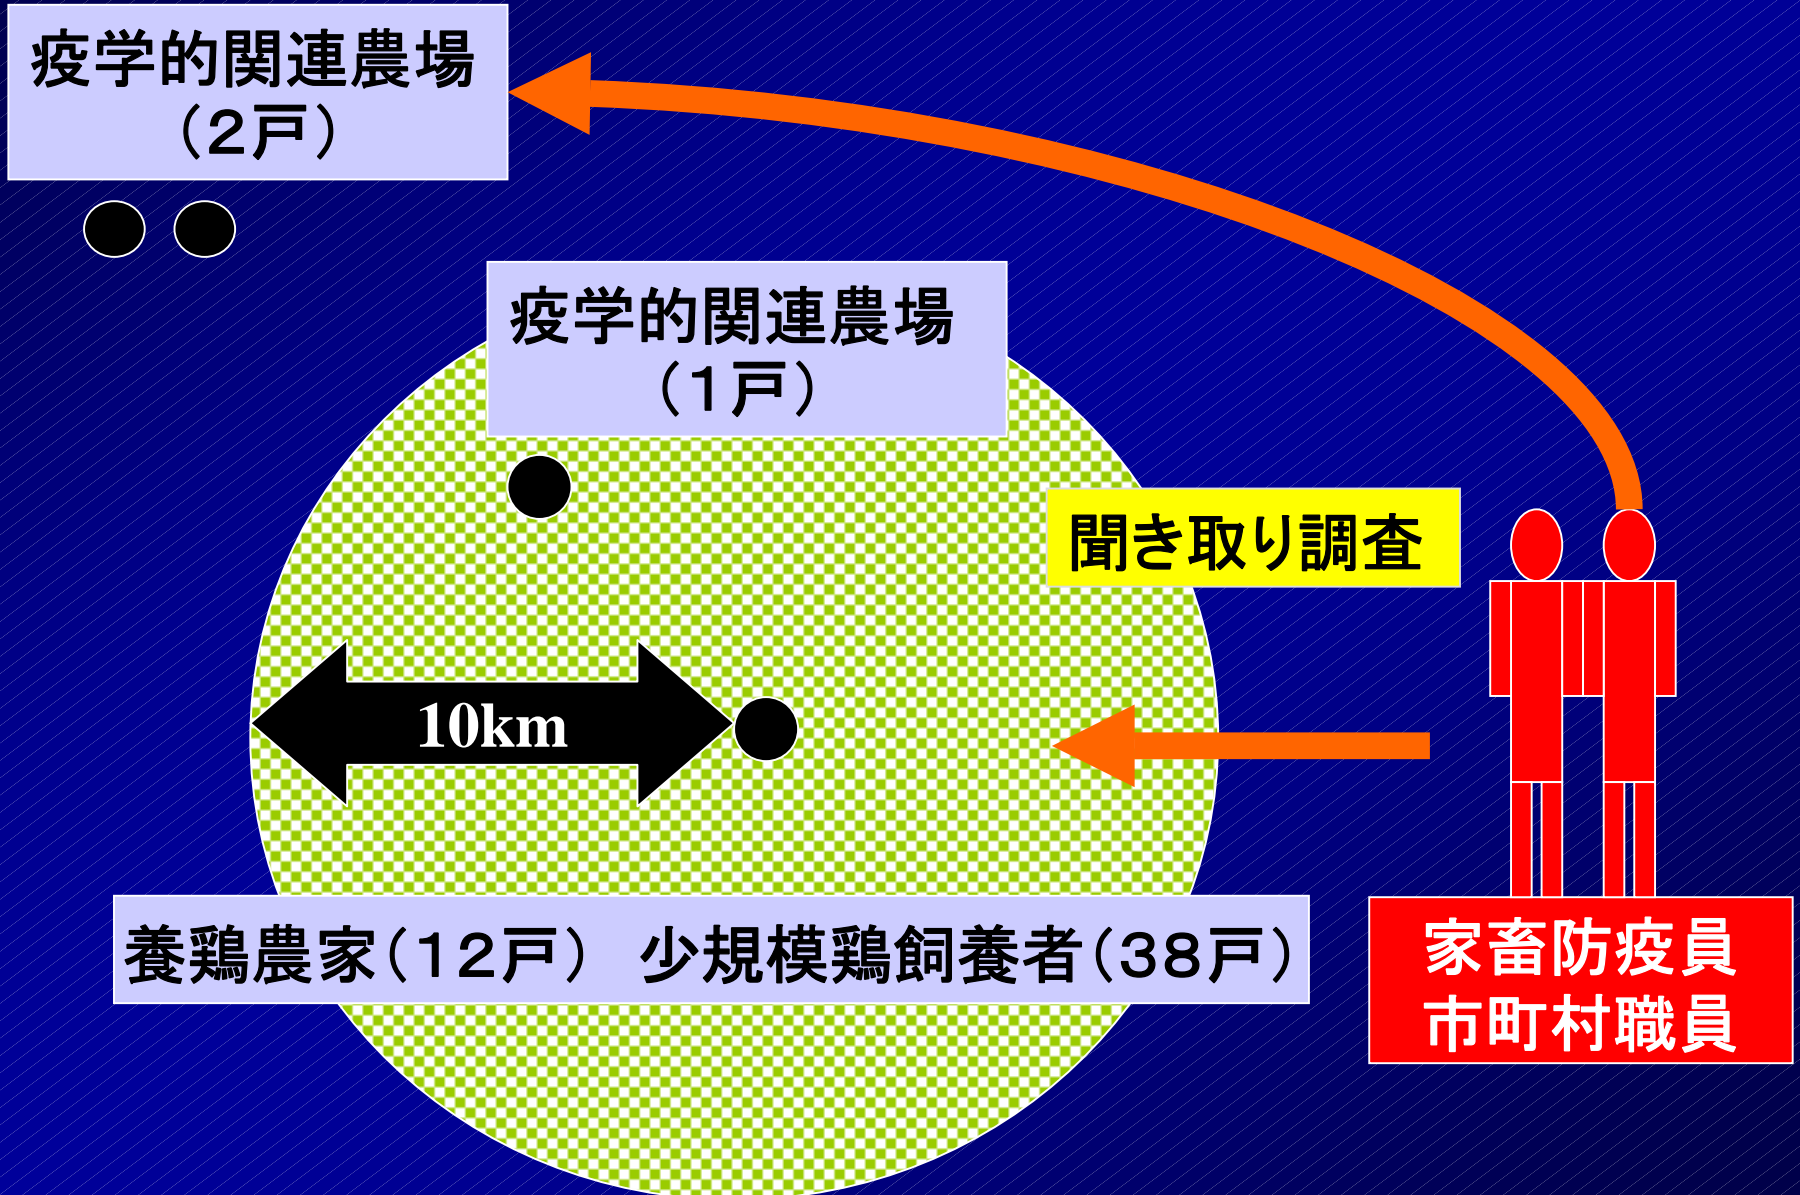 疫学的関連農場
（２戸）
疫学的関連農場
（１戸）
聞き取り調査
10km
養鶏農家（１２戸）　少規模鶏飼養者（３８戸）
家畜防疫員
市町村職員